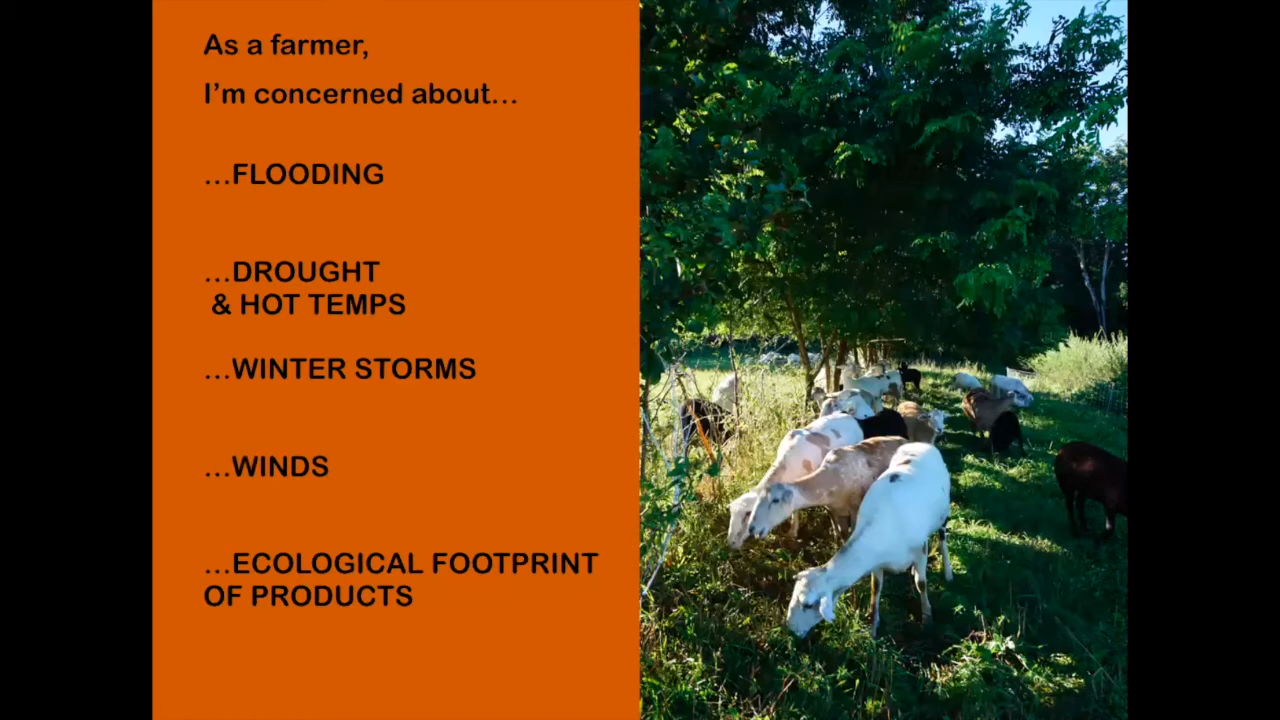 As a farmer,
I’m concerned about…
…FLOODING
…DROUGHT
& HOT TEMPS
…WINTER STORMS
…WINDS
…ECOLOGICAL FOOTPRINT
OF PRODUCTS